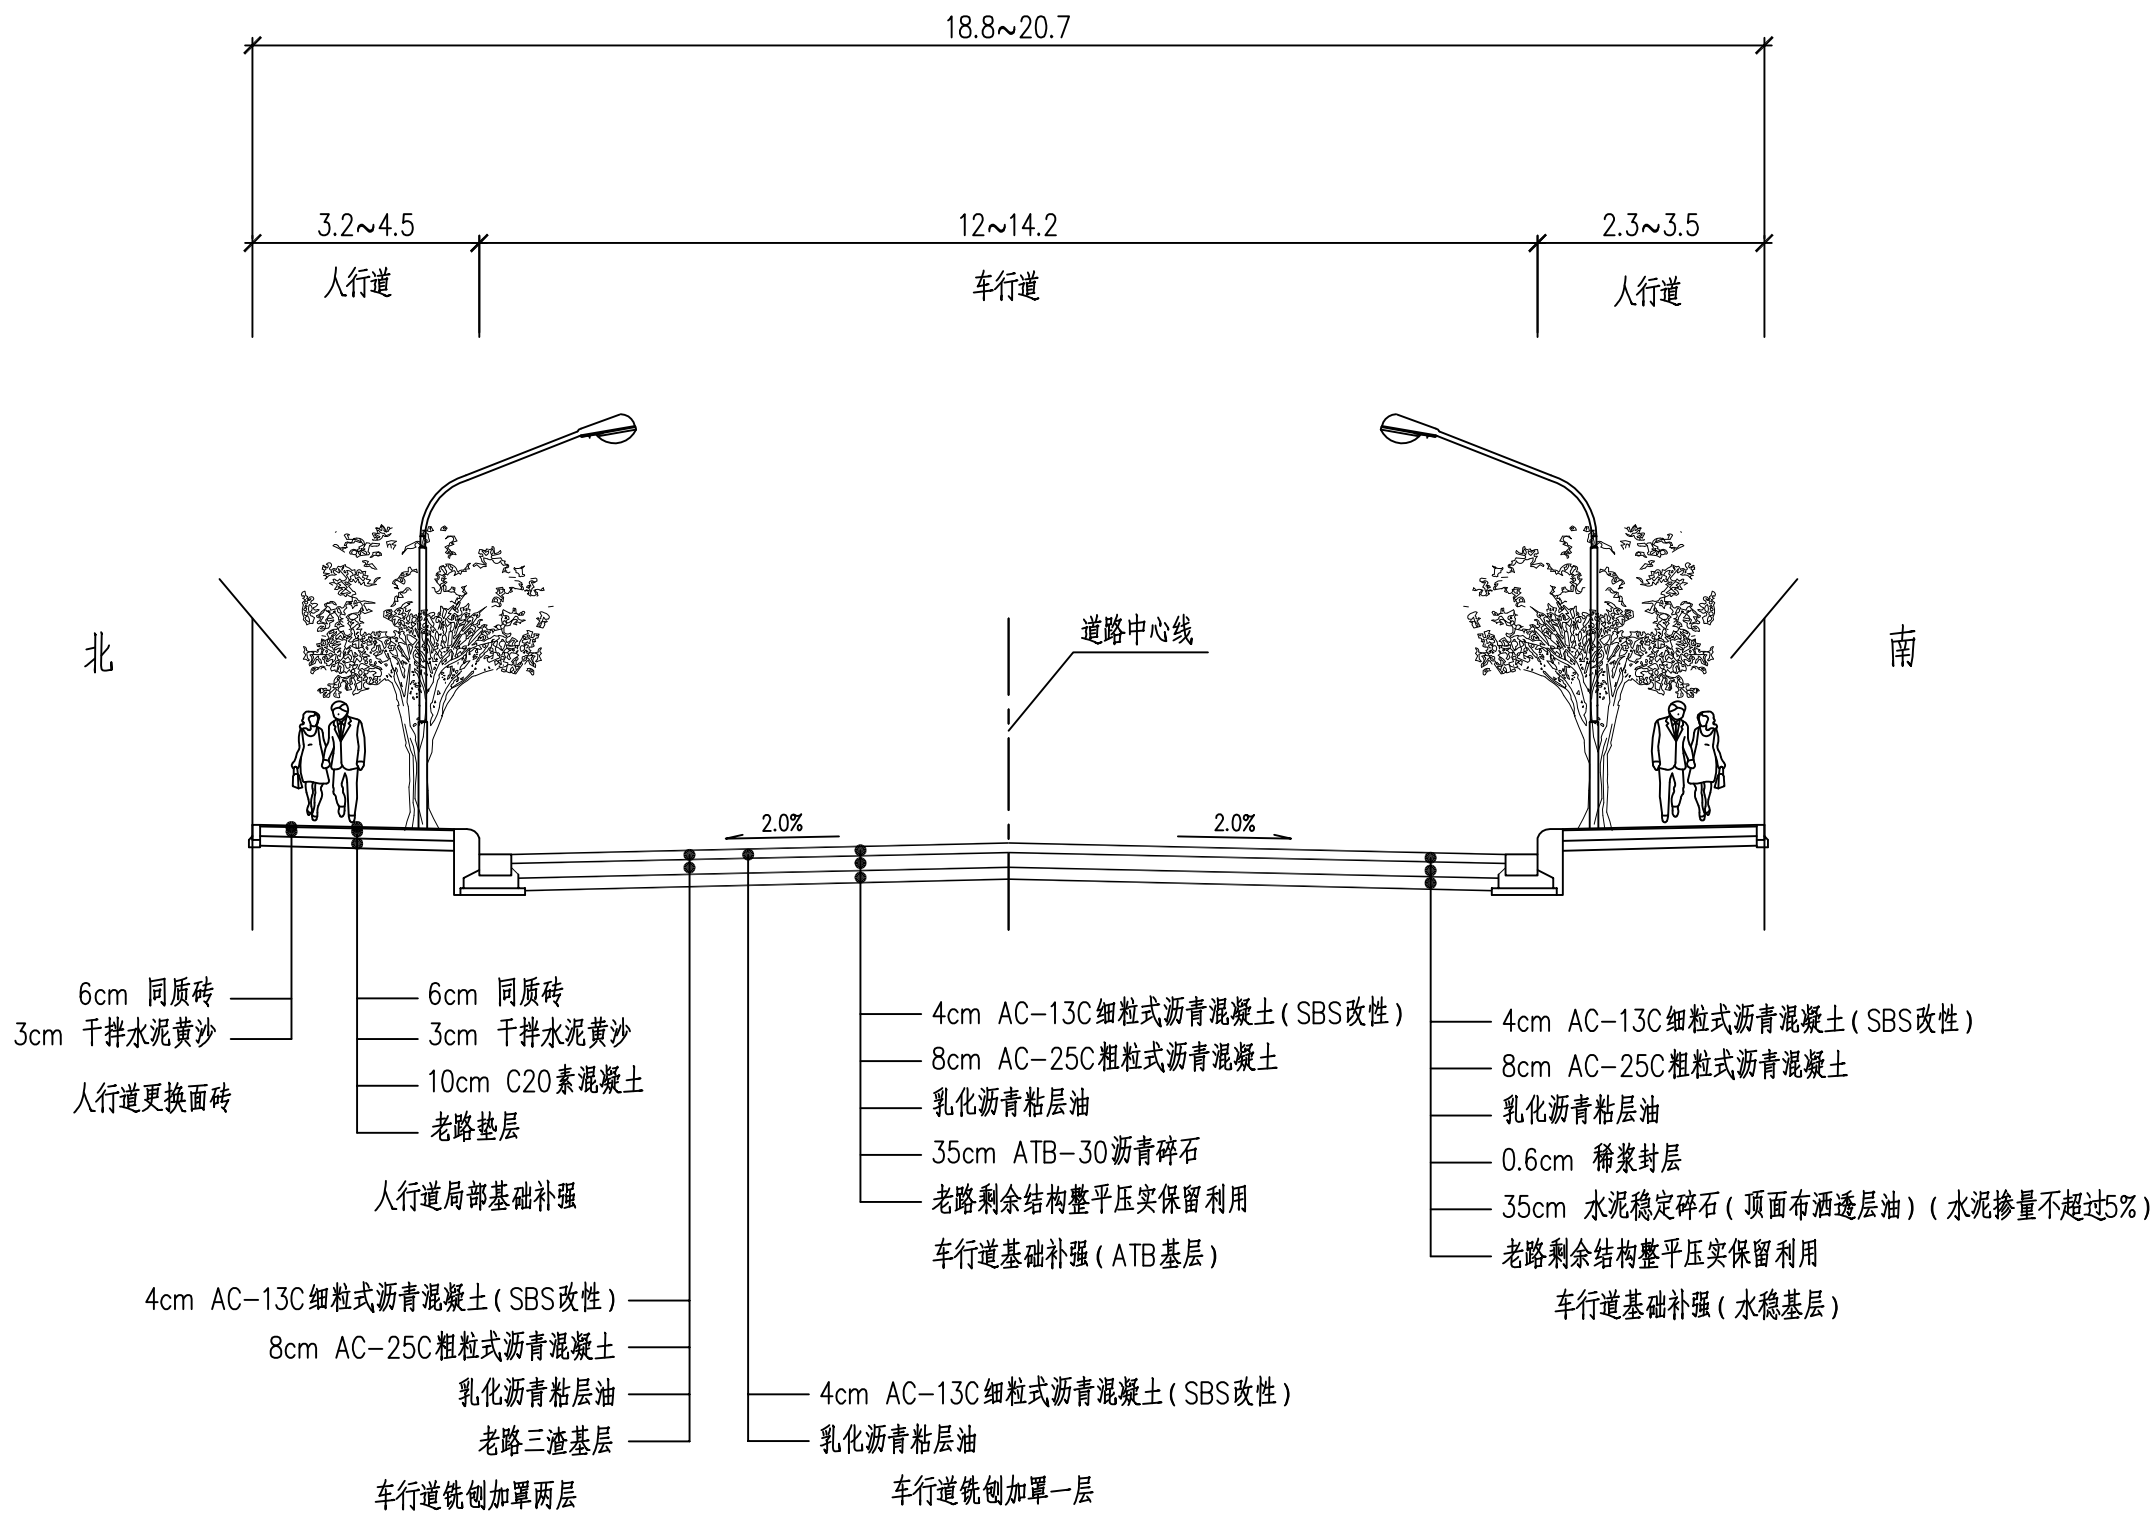 18.8~20.7
3.2~4.5
12~14.2
2.3~3.5
人行道
车行道
人行道
北
道路中心线
南
2.0%
2.0%
6cm 同质砖
3cm 干拌水泥黄沙
人行道更换面砖
6cm 同质砖
3cm 干拌水泥黄沙
10cm C20素混凝土
老路垫层
人行道局部基础补强
4cm AC-13C细粒式沥青混凝土(SBS改性)
8cm AC-25C粗粒式沥青混凝土
乳化沥青粘层油
35cm ATB-30沥青碎石
老路剩余结构整平压实保留利用
车行道基础补强(ATB基层)
4cm AC-13C细粒式沥青混凝土(SBS改性)
8cm AC-25C粗粒式沥青混凝土
乳化沥青粘层油
0.6cm 稀浆封层
35cm 水泥稳定碎石(顶面布洒透层油)(水泥掺量不超过5%)
老路剩余结构整平压实保留利用
车行道基础补强(水稳基层)
4cm AC-13C细粒式沥青混凝土(SBS改性)
8cm AC-25C粗粒式沥青混凝土
乳化沥青粘层油
老路三渣基层
车行道铣刨加罩两层
4cm AC-13C细粒式沥青混凝土(SBS改性)
乳化沥青粘层油
车行道铣刨加罩一层